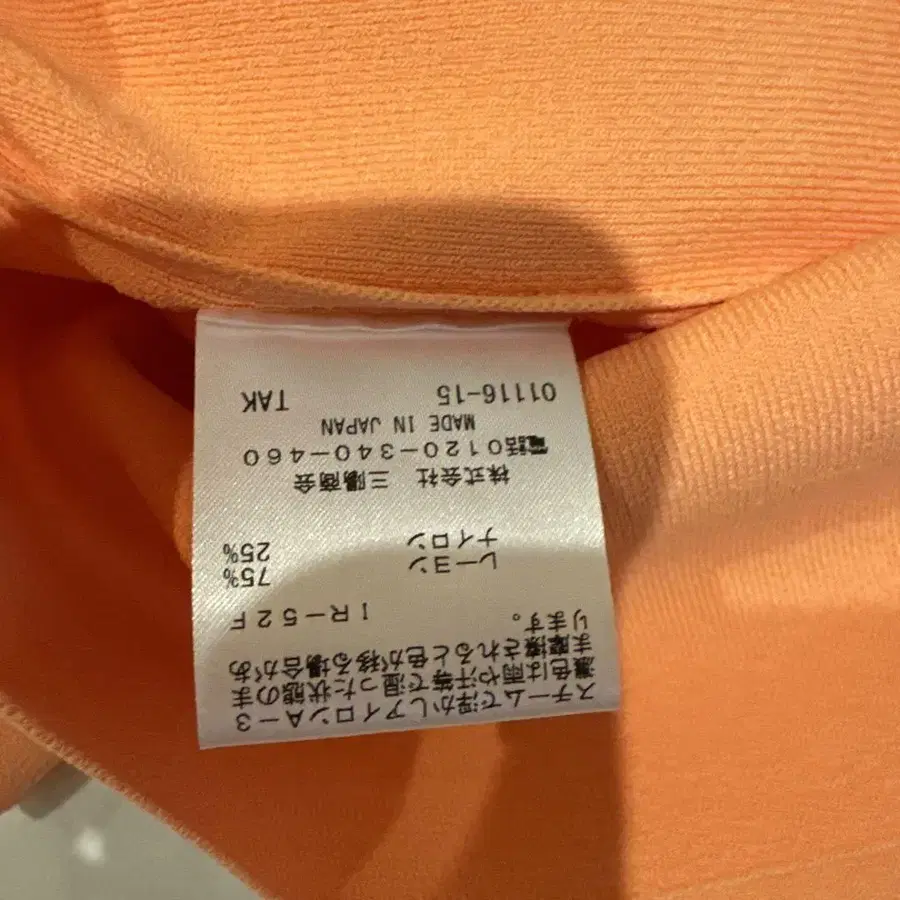 スチームで浮かしアイロンA－3
濃色は雨や汗等で湿った状態のま
ま摩擦されると色が移る場合があ
ります。
IR－52F
レーヨン 75%
ナイロン 25%
株式会社 三陽商会
電話0120－340－460
MADE IN JAPAN
01116-15 TAK